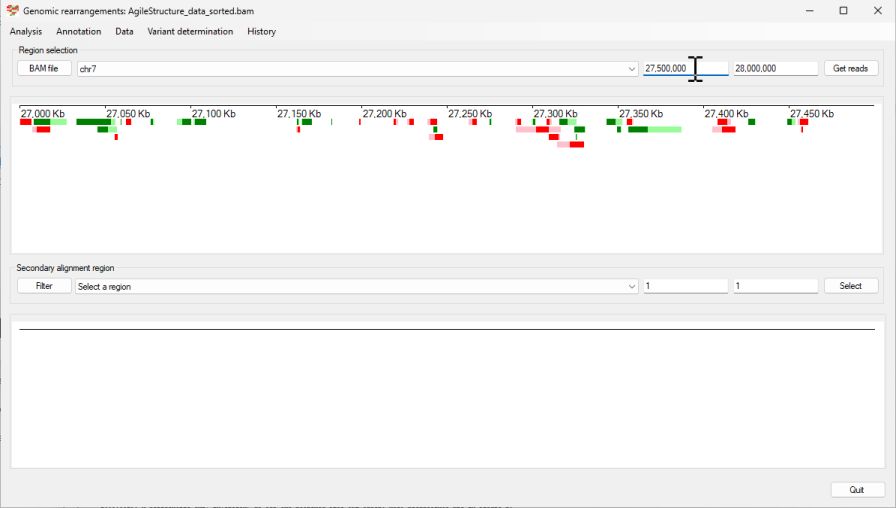 Genomic rearrangements: AgileStructure_data_sorted.bam
Analysis Annotation Data Variant determination History
Region selection
BAM file chr7 27,500,000 28,000,000 Get reads
27,000 Kb 27,050 Kb 27,100 Kb 27,150 Kb 27,200 Kb 27,250 Kb 27,300 Kb 27,350 Kb 27,400 Kb 27,450 Kb
Secondary alignment region
Filter Select a region 1 1 Select
Quit